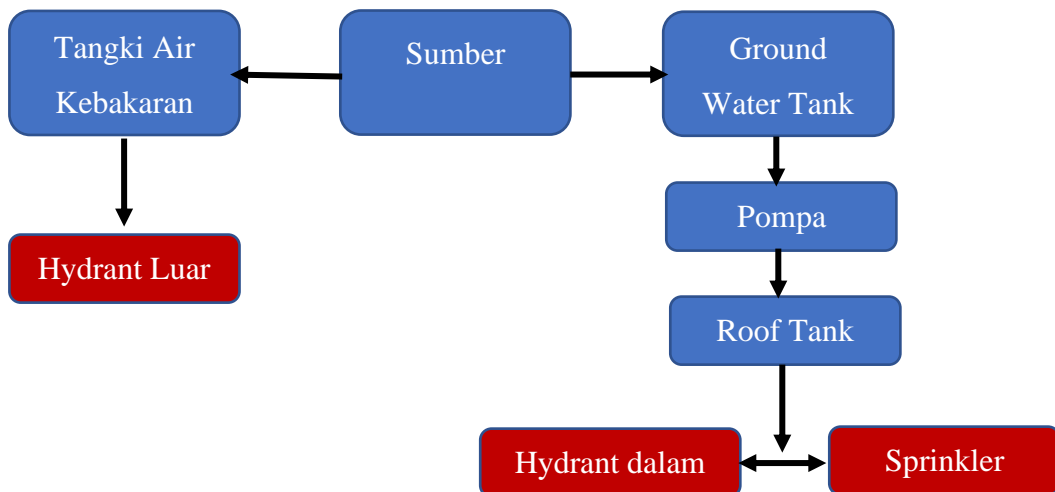 Tangki Air
Kebakaran
Sumber
Ground
Water Tank
Pompa
Hydrant Luar
Roof Tank
Hydrant dalam
Sprinkler